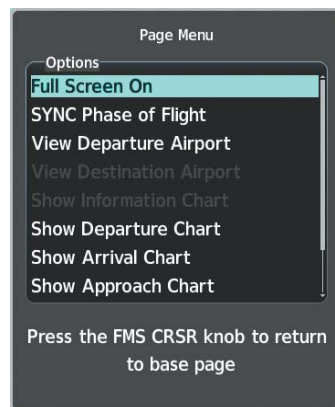 Page Menu
Options
Full Screen On
SYNC Phase of Flight
View Departure Airport
View Destination Airport
Show Information Chart
Show Departure Chart
Show Arrival Chart
Show Approach Chart
Press the FMS CRSR knob to return
to base page